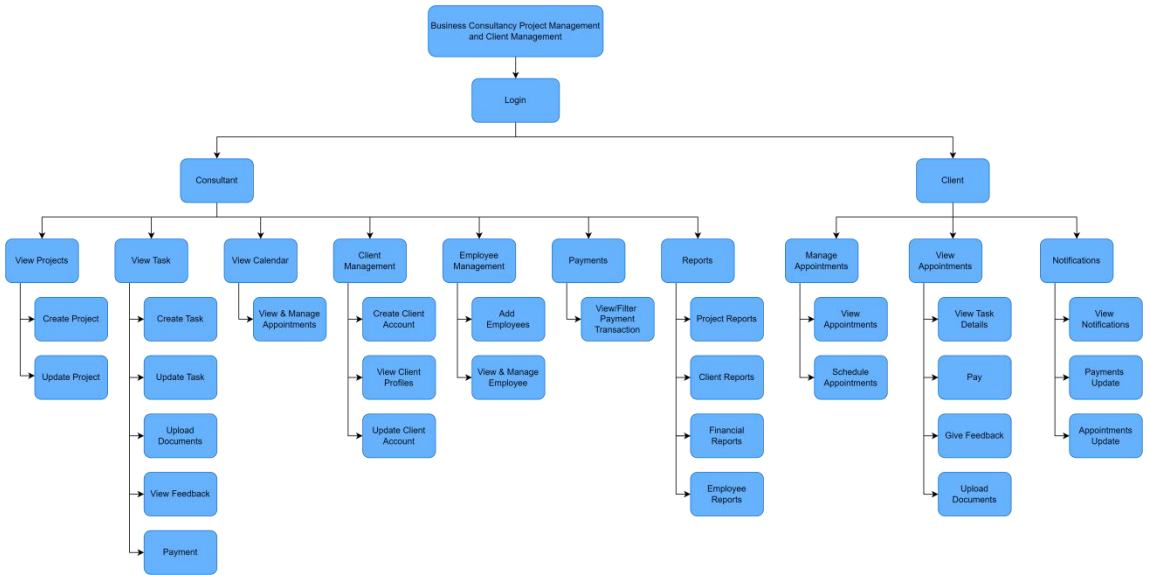 Business Consultancy Project Management
and Client Management
Login
Consultant
Client
View Projects
View Task
View Calendar
Client
Management
Employee
Management
Payments
Reports
Manage
Appointments
View
Appointments
Notifications
Create Project
Update Project
Create Task
Update Task
Upload
Documents
View Feedback
Payment
View & Manage
Appointments
Create Client
Account
View Client
Profiles
Update Client
Account
Add
Employees
View & Manage
Employee
View/Filter
Payment
Transaction
Project Reports
Client Reports
Financial
Reports
Employee
Reports
View
Appointments
Schedule
Appointments
View Task
Details
Pay
Give Feedback
Upload
Documents
View
Notifications
Payments
Update
Appointments
Update